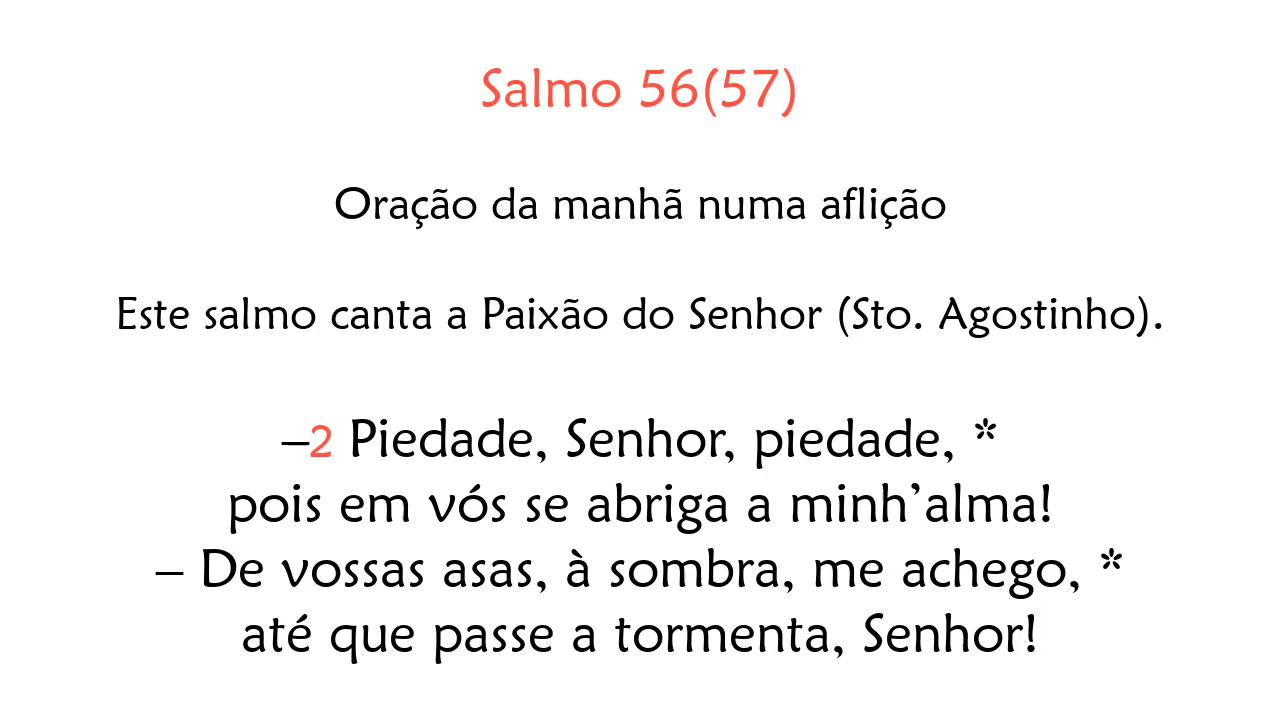 Salmo 56(57)
Oração da manhã numa aflição
Este salmo canta a Paixão do Senhor (Sto. Agostinho).
–2 Piedade, Senhor, piedade, *
pois em vós se abriga a minh’alma!
– De vossas asas, à sombra, me achego, *
até que passe a tormenta, Senhor!